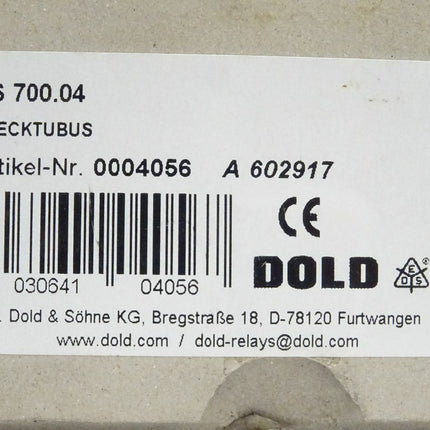 S 700.04
ECKTUBUS
tikel-Nr. 0004056 A 602917
CE
030641 04056
DOLD
E D S ®
. Dold & Söhne KG, Bregstraße 18, D-78120 Furtwangen
www.dold.com / dold-relays@dold.com